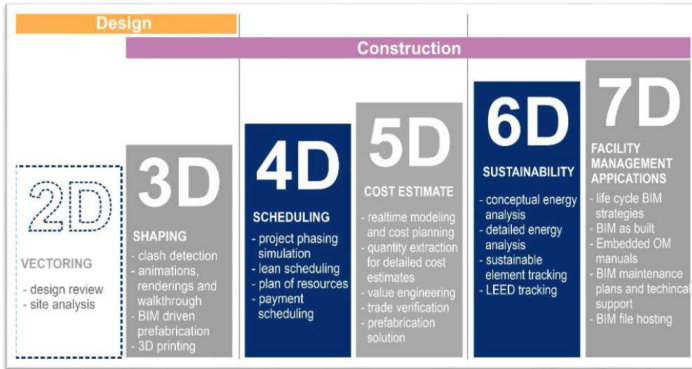 Design
Construction
2D
VECTORING
- design review
- site analysis
3D
SHAPING
- clash detection
- animations,
renderings and
walkthrough
- BIM driven
prefabrication
- 3D printing
4D
SCHEDULING
- project phasing
simulation
- lean scheduling
- plan of resources
- payment
scheduling
5D
COST ESTIMATE
- realtime modeling
and cost planning
- quantity extraction
for detailed cost
estimates
- value engineering
- trade verification
- prefabrication
solution
6D
SUSTAINABILITY
- conceptual energy
analysis
- detailed energy
analysis
- sustainable
element tracking
- LEED tracking
7D
FACILITY
MANAGEMENT
APPICATIONS
- life cycle BIM
strategies
- BIM as built
- Embedded OM
manuals
- BIM maintenance
plans and techincal
support
- BIM file hosting